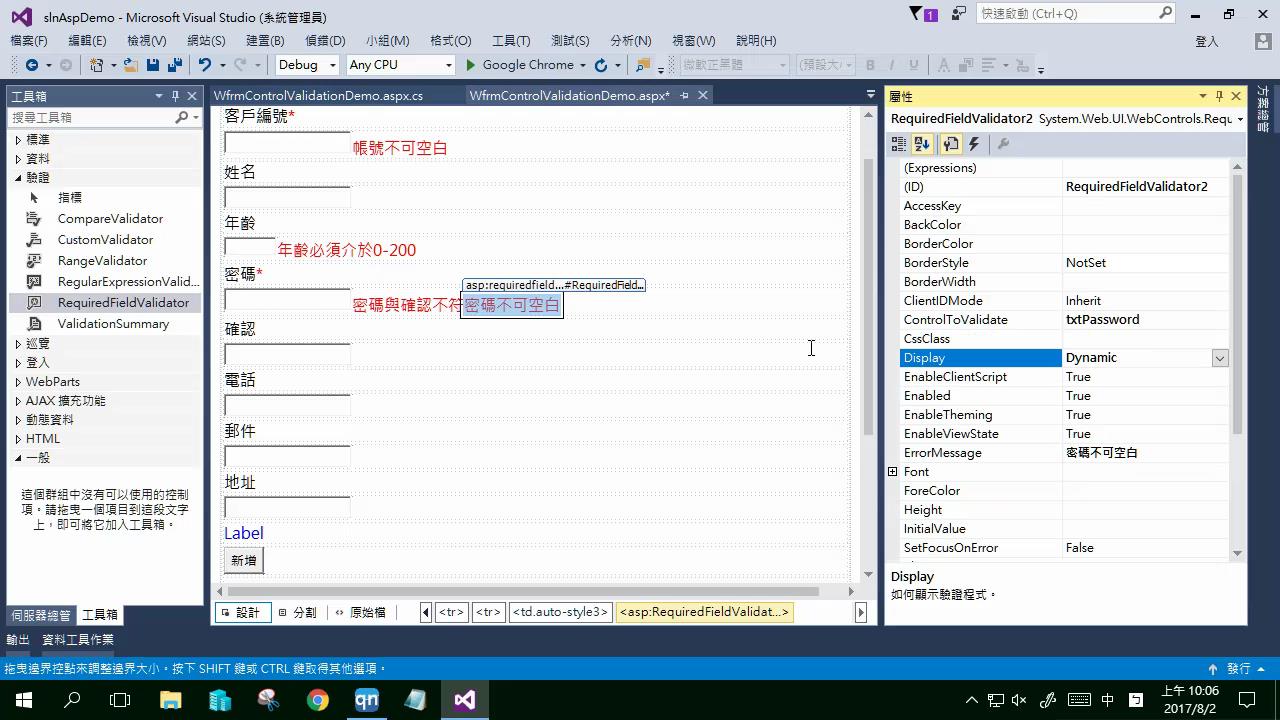 slnAspDemo - Microsoft Visual Studio (系統管理員)
1
快速啟動 (Ctrl+Q)
檔案(F) 編輯(E) 檢視(V) 網站(S) 建置(B) 偵錯(D) 小組(M) 格式(O) 工具(T) 測試(S) 分析(N) 視窗(W) 說明(H)
登入
Debug Any CPU Google Chrome 微軟正黑體 (預設大 B I U
工具箱
搜尋工具箱
標準
資料
驗證
指標
CompareValidator
CustomValidator
RangeValidator
RegularExpressionValid...
RequiredFieldValidator
ValidationSummary
巡覽
登入
WebParts
AJAX 擴充功能
動態資料
HTML
一般
這個群組中沒有可以使用的控制
項。請拖曳一個項目到這段文字
上，即可將它加入工具箱。
伺服器總管 工具箱
WfrmControlValidationDemo.aspx.cs WfrmControlValidationDemo.aspx*
客戶編號*
帳號不可空白
姓名
年齡
年齡必須介於0-200
密碼*
asp:requiredfield...#RequiredField...
密碼與確認不符密碼不可空白
確認
電話
郵件
地址
Label
新增
設計 分割 原始檔 <tr> <tr> <td.auto-style3> <asp:RequiredFieldValidat...>
屬性
RequiredFieldValidator2 System.Web.UI.WebControls.Requ
(Expressions)
(ID) RequiredFieldValidator2
AccessKey
BackColor
BorderColor
BorderStyle NotSet
BorderWidth
ClientIDMode Inherit
ControlToValidate txtPassword
CssClass
Display Dynamic
EnableClientScript True
Enabled True
EnableTheming True
EnableViewState True
ErrorMessage 密碼不可空白
Font
ForeColor
Height
InitialValue
SetFocusOnError False
Display
如何顯示驗證程式。
方案總管
輸出 資料工具作業
拖曳邊界控點來調整邊界大小。按下 SHIFT 鍵或 CTRL 鍵取得其他選項。
發行
qn
中
上午 10:06
2017/8/2